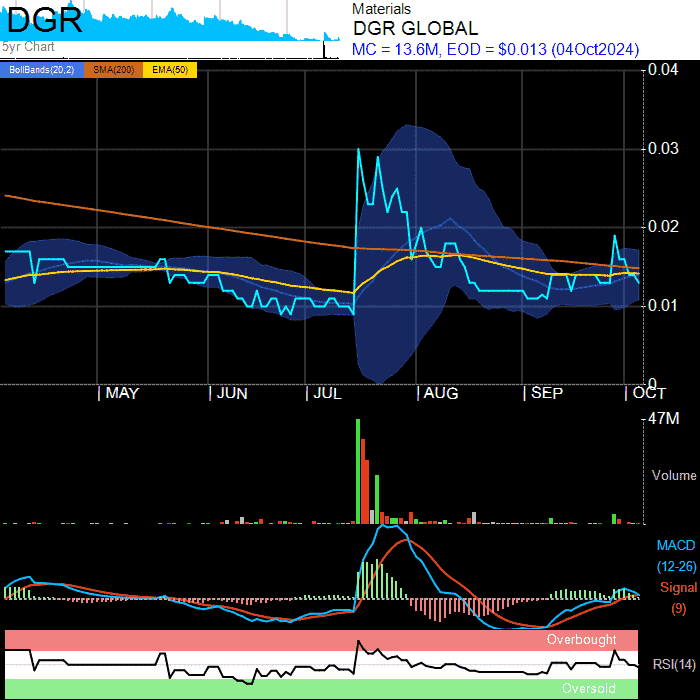 DGR
5yr Chart
Materials
DGR GLOBAL
MC = 13.6M, EOD = $0.013 (04Oct2024)
BollBands(20,2) SMA(200) EMA(50)
0.04
0.03
0.02
0.01
0
| MAY | JUN | JUL | AUG | SEP | OCT
47M
Volume
MACD
(12-26)
Signal
(9)
Overbought
RSI(14)
Oversold